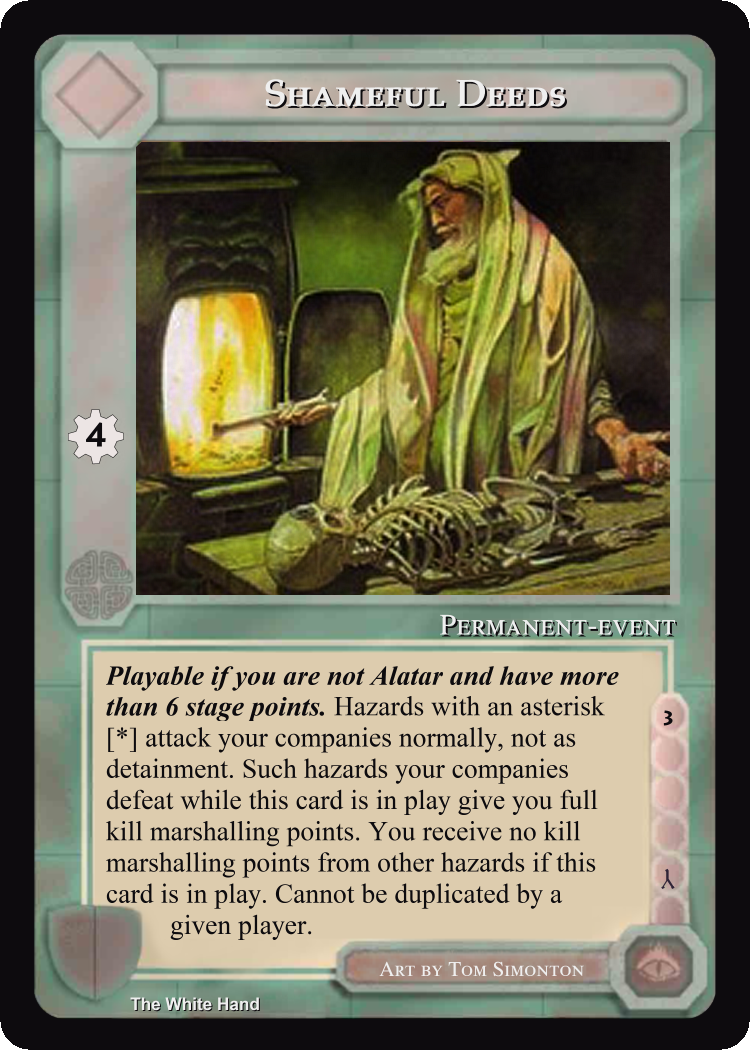 Shameful Deeds
4
Permanent-event
Playable if you are not Alatar and have more
than 6 stage points. Hazards with an asterisk
[*] attack your companies normally, not as
detainment. Such hazards your companies
defeat while this card is in play give you full
kill marshalling points. You receive no kill
marshalling points from other hazards if this
card is in play. Cannot be duplicated by a
given player.
3
Art by Tom Simonton
The White Hand